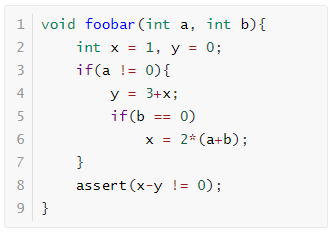 1 void foobar(int a, int b){
2     int x = 1, y = 0;
3     if(a != 0){
4         y = 3+x;
5         if(b == 0)
6             x = 2*(a+b);
7     }
8     assert(x-y != 0);
9 }